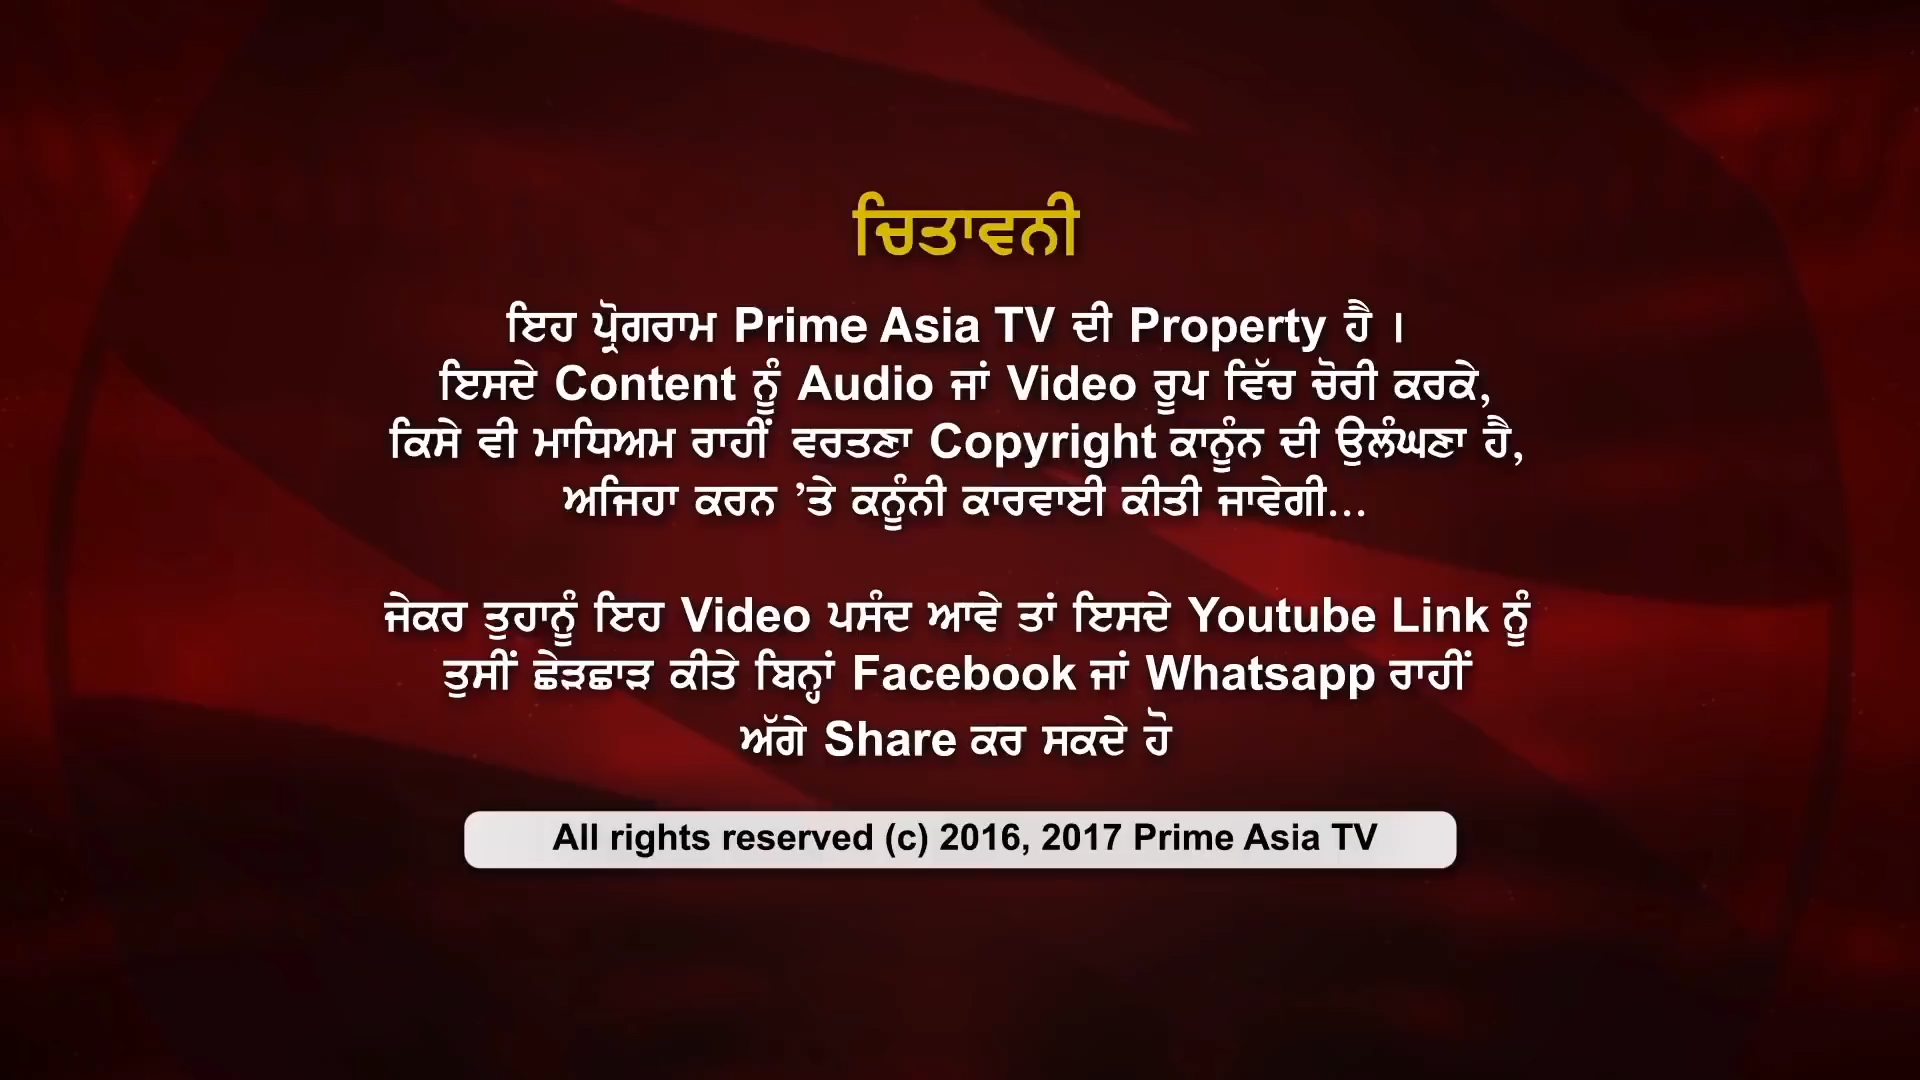 ਚਿਤਾਵਨੀ
ਇਹ ਪ੍ਰੋਗਰਾਮ Prime Asia TV ਦੀ Property ਹੈ ।
ਇਸਦੇ Content ਨੂੰ Audio ਜਾਂ Video ਰੂਪ ਵਿੱਚ ਚੋਰੀ ਕਰਕੇ,
ਕਿਸੇ ਵੀ ਮਾਧਿਅਮ ਰਾਹੀਂ ਵਰਤਣਾ Copyright ਕਾਨੂੰਨ ਦੀ ਉਲੰਘਣਾ ਹੈ,
ਅਜਿਹਾ ਕਰਨ ’ਤੇ ਕਨੂੰਨੀ ਕਾਰਵਾਈ ਕੀਤੀ ਜਾਵੇਗੀ...
ਜੇਕਰ ਤੁਹਾਨੂੰ ਇਹ Video ਪਸੰਦ ਆਵੇ ਤਾਂ ਇਸਦੇ Youtube Link ਨੂੰ
ਤੁਸੀਂ ਛੇੜਛਾੜ ਕੀਤੇ ਬਿਨ੍ਹਾਂ Facebook ਜਾਂ Whatsapp ਰਾਹੀਂ
ਅੱਗੇ Share ਕਰ ਸਕਦੇ ਹੋ
All rights reserved (c) 2016, 2017 Prime Asia TV